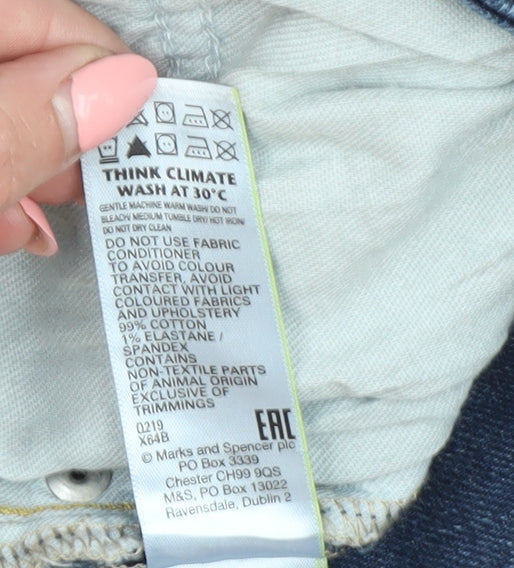 THINK CLIMATE
WASH AT 30°C
GENTLE MACHINE WARM WASH/ DO NOT
BLEACH/ MEDIUM TUMBLE DRY/ HOT IRON/
DO NOT DRY CLEAN
DO NOT USE FABRIC
CONDITIONER
TO AVOID COLOUR
TRANSFER, AVOID
CONTACT WITH LIGHT
COLOURED FABRICS
AND UPHOLSTERY
99% COTTON
1% ELASTANE /
SPANDEX
CONTAINS
NON-TEXTILE PARTS
OF ANIMAL ORIGIN
EXCLUSIVE OF
TRIMMINGS
Q219
X64B
EAC
© Marks and Spencer plc
PO Box 3339
Chester CH99 9QS
M&S, PO Box 13022
Ravensdale, Dublin 2